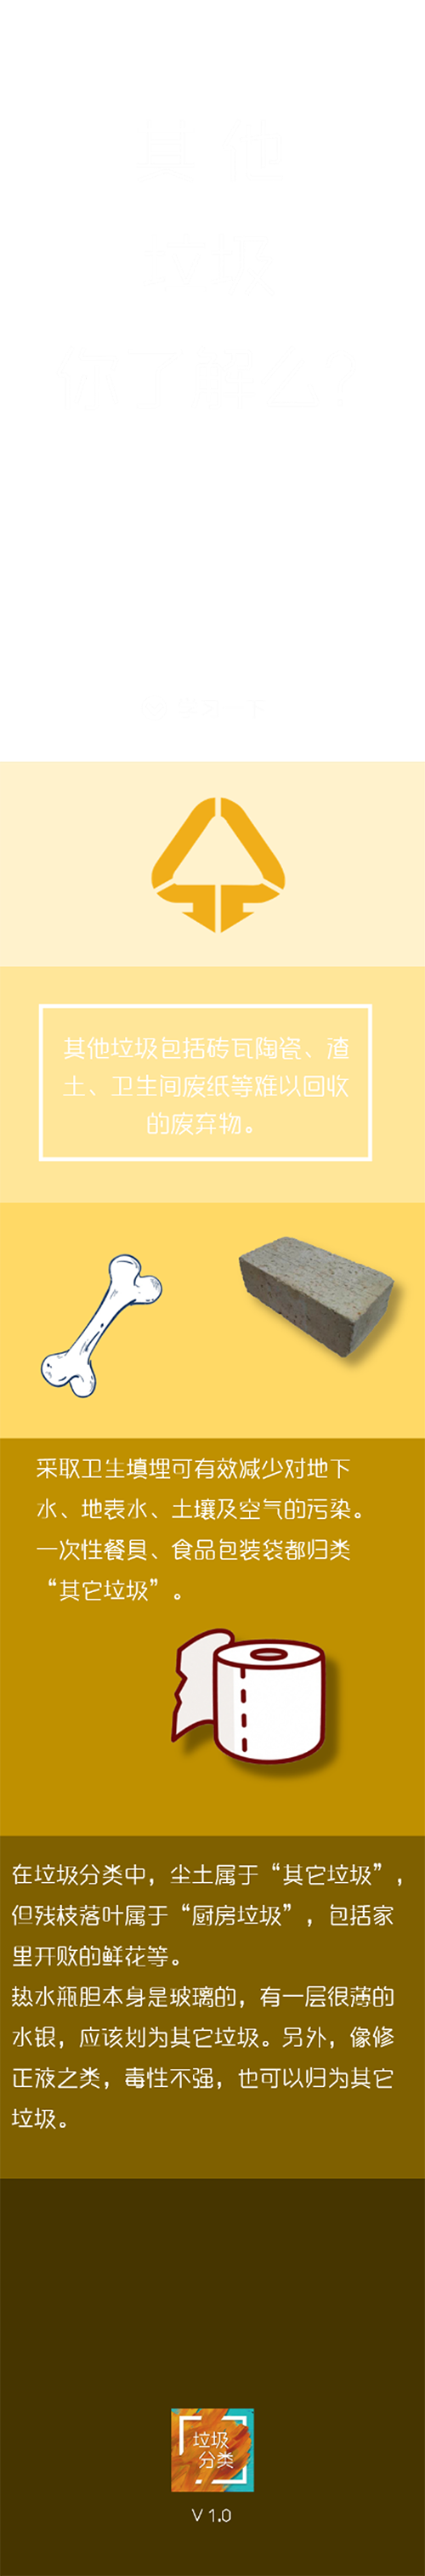 其他垃圾包括砖瓦陶瓷、渣
土、卫生间废纸等难以回收
的废弃物。
采取卫生填埋可有效减少对地下
水、地表水、土壤及空气的污染。
一次性餐具、食品包装袋都归类
“其它垃圾”。
在垃圾分类中，尘土属于“其它垃圾”，
但残枝落叶属于“厨房垃圾”，包括家
里开败的鲜花等。
热水瓶胆本身是玻璃的，有一层很薄的
水银，应该划为其它垃圾。另外，像修
正液之类，毒性不强，也可以归为其它
垃圾。
垃圾
分类
V 1.0